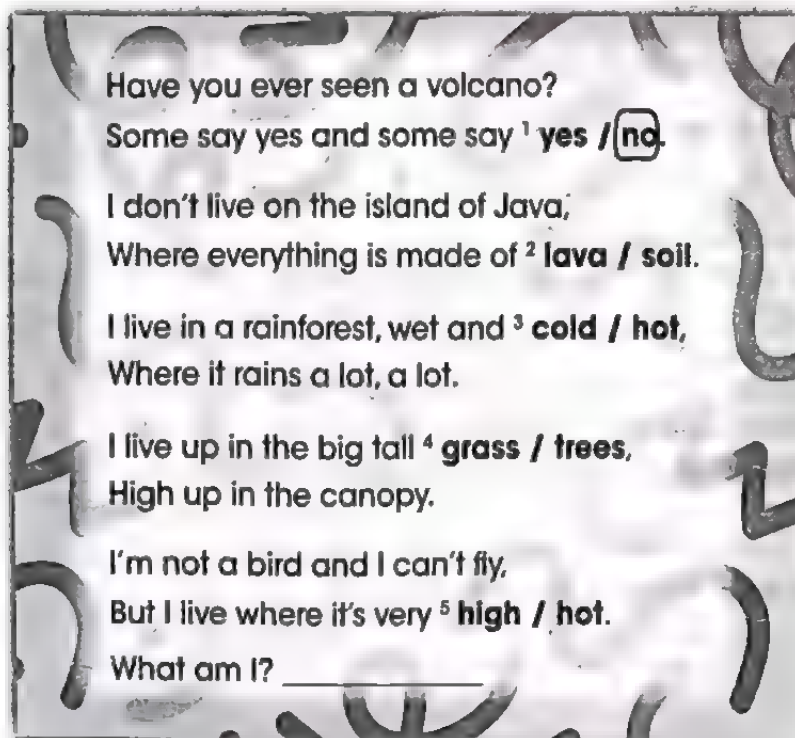 Have you ever seen a volcano?
Some say yes and some say ¹ yes / no.
I don't live on the island of Java,
Where everything is made of ² lava / soil.
I live in a rainforest, wet and ³ cold / hot,
Where it rains a lot, a lot.
I live up in the big tall ⁴ grass / trees,
High up in the canopy.
I'm not a bird and I can't fly,
But I live where it's very ⁵ high / hot.
What am I? ____________